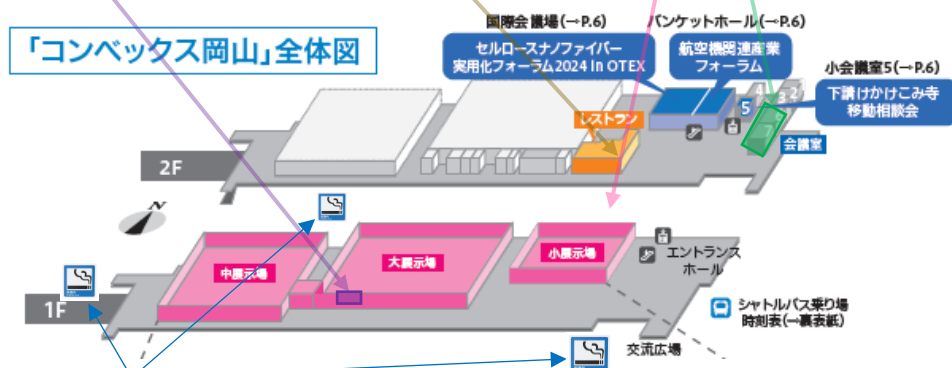 「コンベックス岡山」全体図
国際会議場(→P.6)
セルロースナノファイバー
実用化フォーラム2024 in OTEX
バンケットホール(→P.6)
航空機関連産業
フォーラム
小会議室5(→P.6)
下請けかけこみ寺
移動相談会
レストラン
5
4
3
2
会議室
2F
N
中展示場
大展示場
小展示場
エントランス
ホール
1F
シャトルバス乗り場
時刻表(→裏表紙)
交流広場